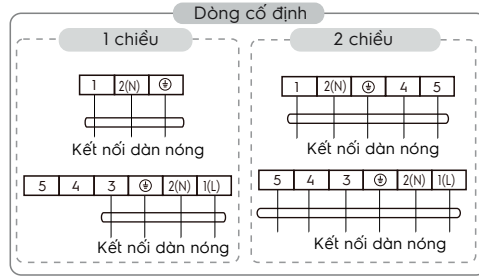 Dòng cố định
1 chiều
1 2(N) ⏚
Kết nối dàn nóng
5 4 3 ⏚ 2(N) 1(L)
Kết nối dàn nóng
2 chiều
1 2(N) ⏚ 4 5
Kết nối dàn nóng
5 4 3 ⏚ 2(N) 1(L)
Kết nối dàn nóng